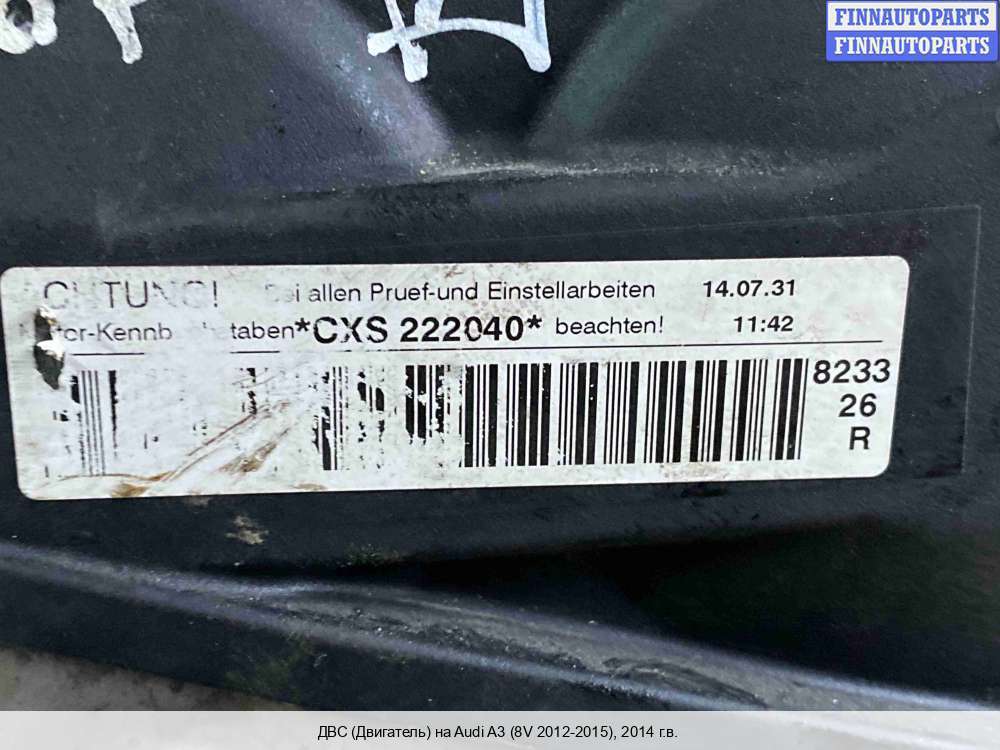 FINNAUTOPARTS
FINNAUTOPARTS
ACHTUNG! Bei allen Pruef-und Einstellarbeiten 14.07.31
taben*CXS 222040* beachten! 11:42
8233
26
R
ДВС (Двигатель) на Audi A3 (8V 2012-2015), 2014 г.в.